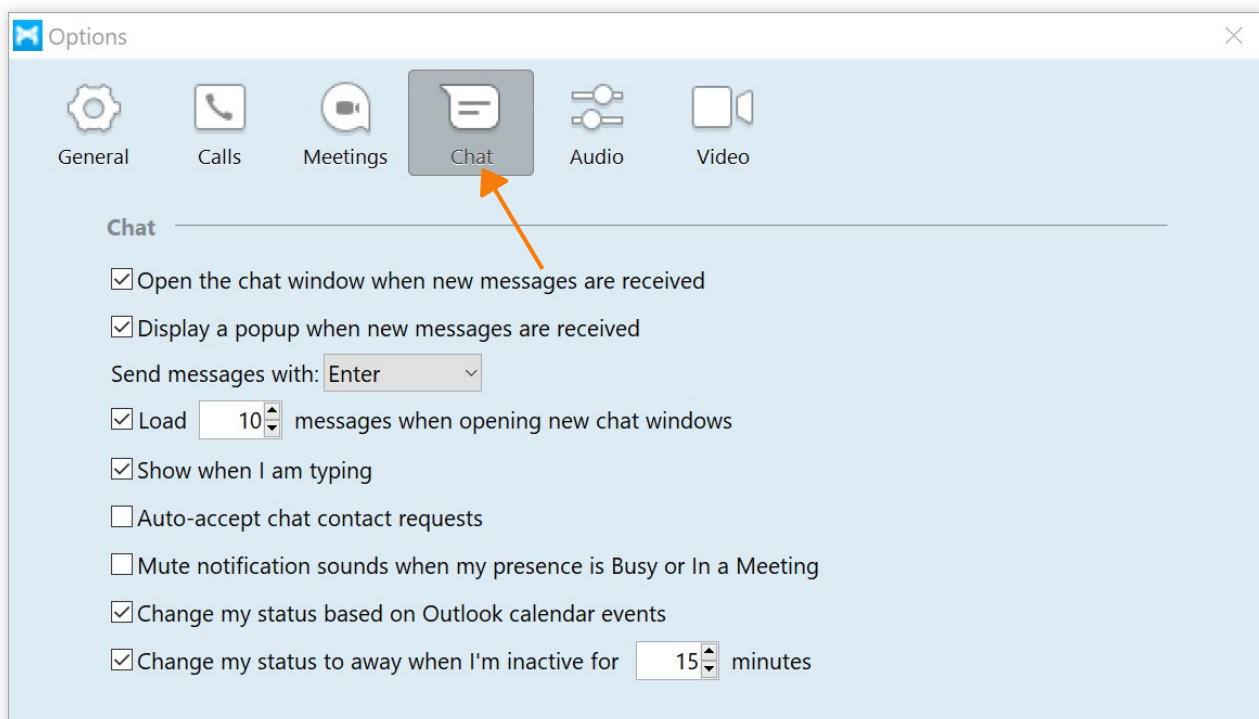 Options
General Calls Meetings Chat Audio Video
Chat
Open the chat window when new messages are received
Display a popup when new messages are received
Send messages with: Enter
Load 10 messages when opening new chat windows
Show when I am typing
Auto-accept chat contact requests
Mute notification sounds when my presence is Busy or In a Meeting
Change my status based on Outlook calendar events
Change my status to away when I'm inactive for 15 minutes